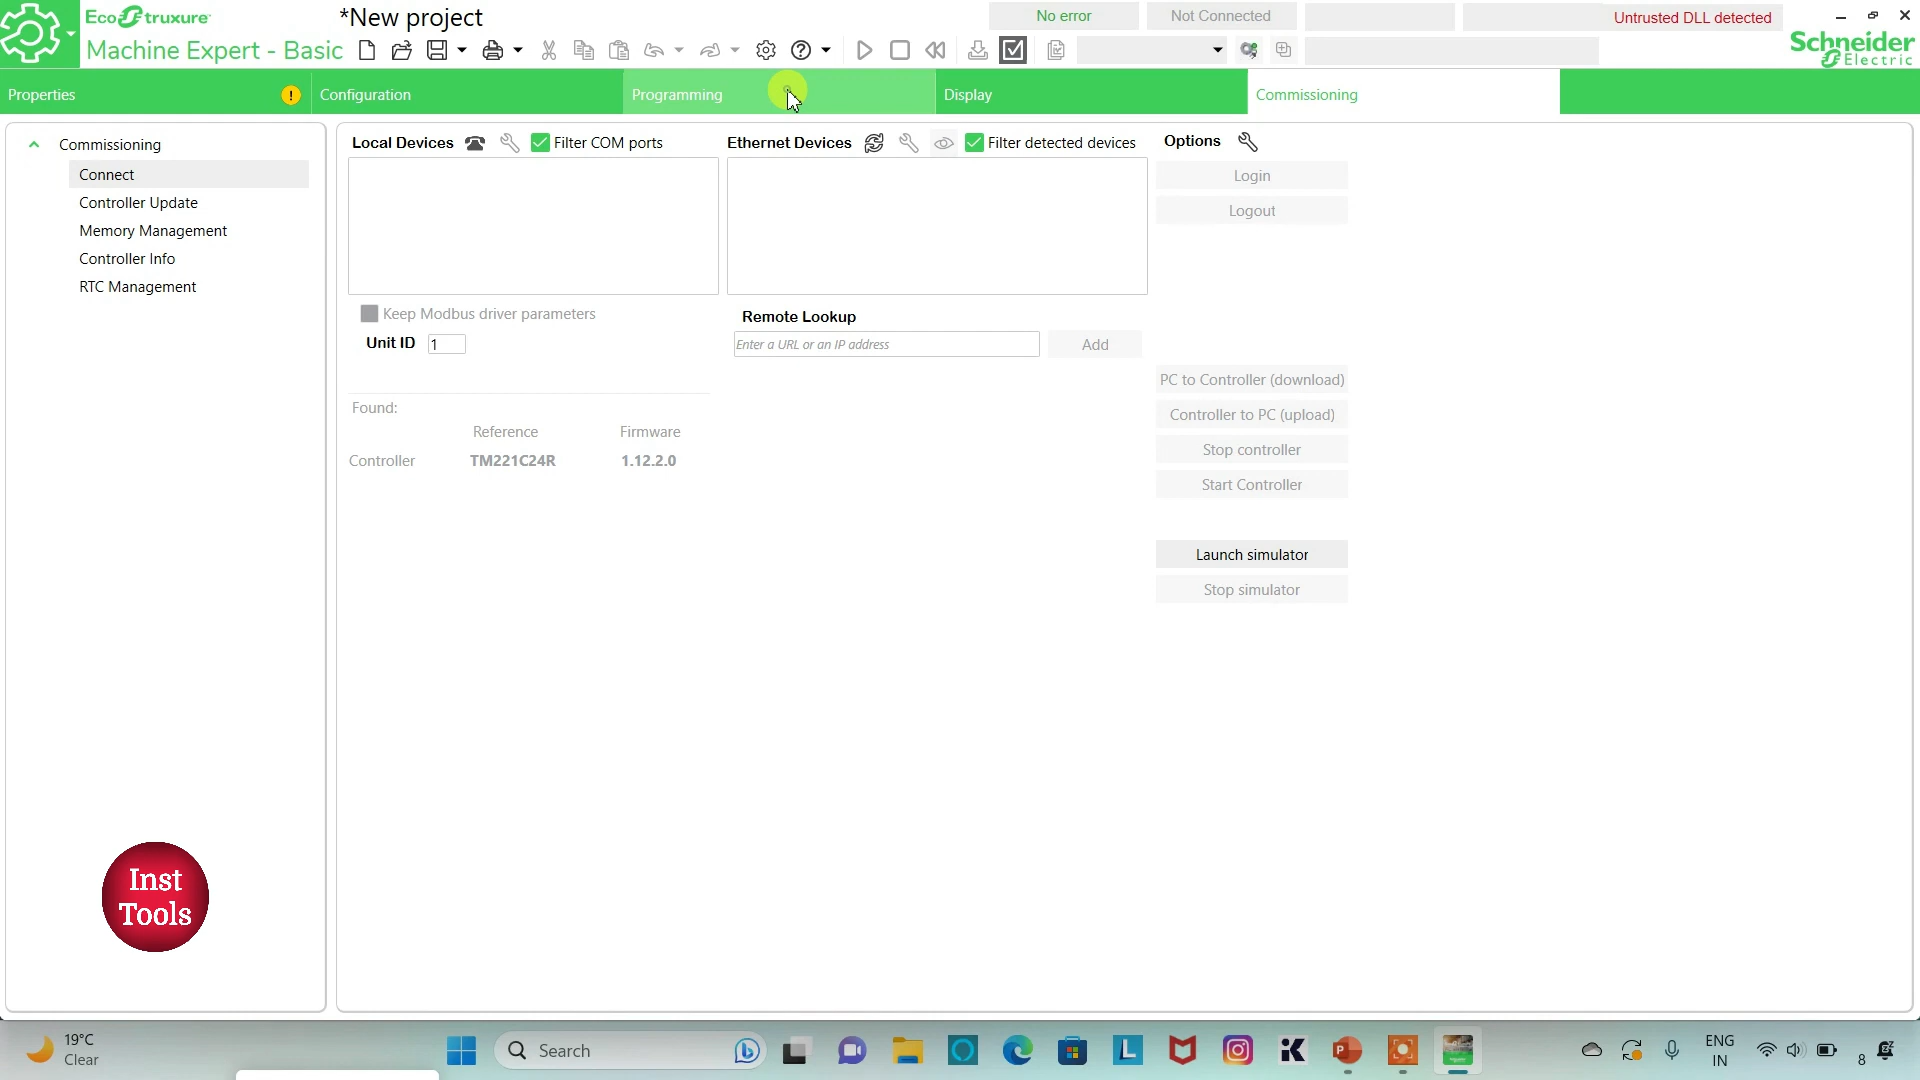 EcoStruxure
Machine Expert - Basic
*New project
No error
Not Connected
Untrusted DLL detected
Schneider
Electric
Properties
Configuration
Programming
Display
Commissioning
Commissioning
Connect
Controller Update
Memory Management
Controller Info
RTC Management
Local Devices
Filter COM ports
Ethernet Devices
Filter detected devices
Options
Login
Logout
Keep Modbus driver parameters
Unit ID 1
Remote Lookup
Enter a URL or an IP address
Add
PC to Controller (download)
Controller to PC (upload)
Stop controller
Start Controller
Found:
Reference Firmware
Controller TM221C24R 1.12.2.0
Launch simulator
Stop simulator
Inst
Tools
19°C
Clear
Search
ENG
IN
8